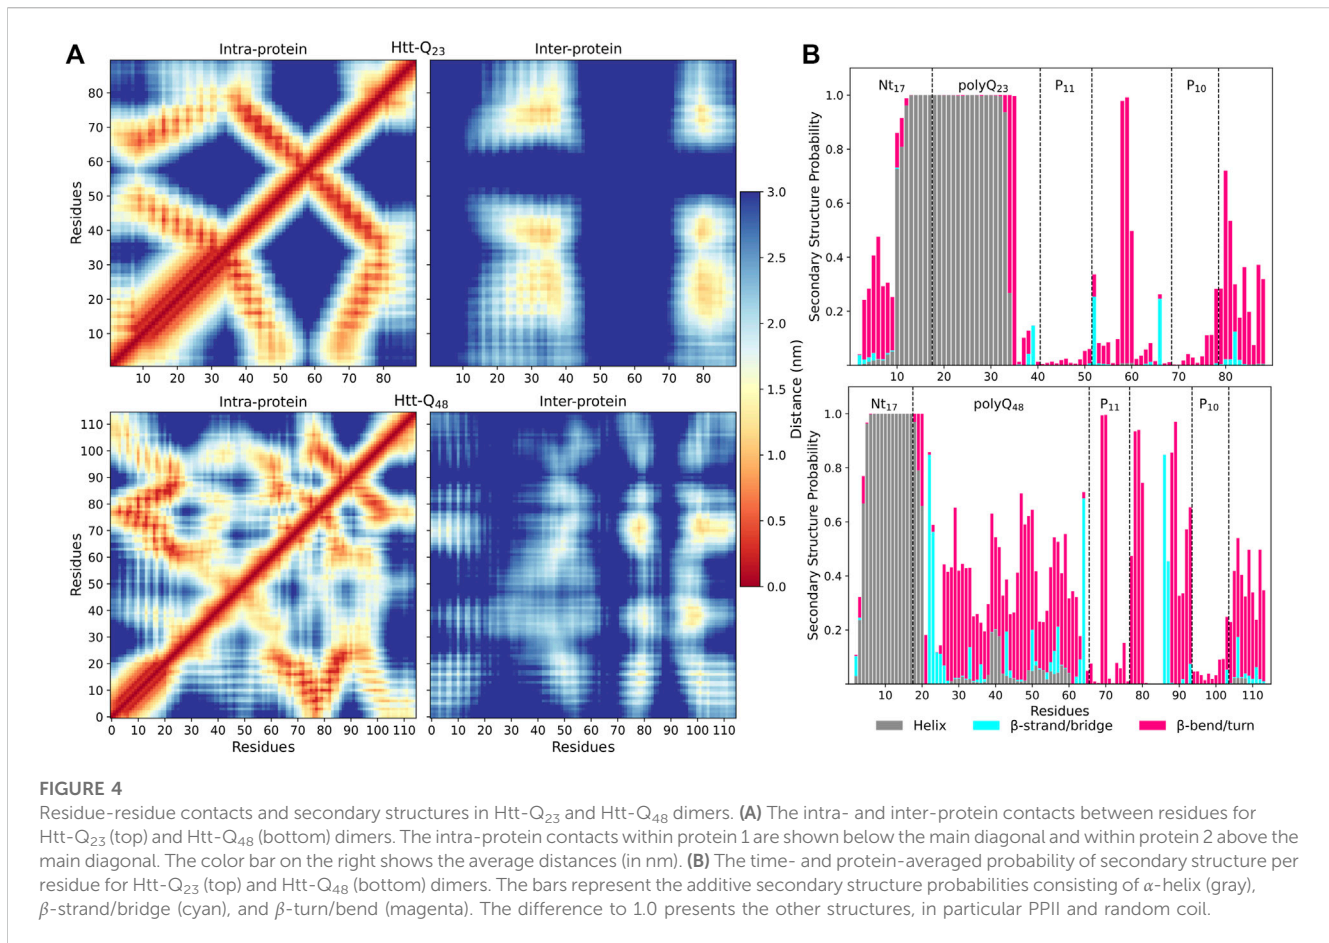 A
B
Intra-protein
Htt-Q23
Inter-protein
Residues
80
70
60
50
40
30
20
10
10 20 30 40 50 60 70 80
10 20 30 40 50 60 70 80
Intra-protein
Htt-Q48
Inter-protein
Residues
110
100
90
80
70
60
50
40
30
20
10
0
0 10 20 30 40 50 60 70 80 90 100 110
0 10 20 30 40 50 60 70 80 90 100 110
Residues
Residues
3.0
2.5
2.0
1.5
1.0
0.5
0.0
Distance (nm)
Nt17
polyQ23
P11
P10
Secondary Structure Probability
1.0
0.8
0.6
0.4
0.2
10 20 30 40 50 60 70 80
Nt17
polyQ48
P11
P10
Secondary Structure Probability
1.0
0.8
0.6
0.4
0.2
10 20 30 40 50 60 70 80 90 100 110
Residues
Helix
β-strand/bridge
β-bend/turn
FIGURE 4
Residue-residue contacts and secondary structures in Htt-Q23 and Htt-Q48 dimers. (A) The intra- and inter-protein contacts between residues for
Htt-Q23 (top) and Htt-Q48 (bottom) dimers. The intra-protein contacts within protein 1 are shown below the main diagonal and within protein 2 above the
main diagonal. The color bar on the right shows the average distances (in nm). (B) The time- and protein-averaged probability of secondary structure per
residue for Htt-Q23 (top) and Htt-Q48 (bottom) dimers. The bars represent the additive secondary structure probabilities consisting of α-helix (gray),
β-strand/bridge (cyan), and β-turn/bend (magenta). The difference to 1.0 presents the other structures, in particular PPII and random coil.